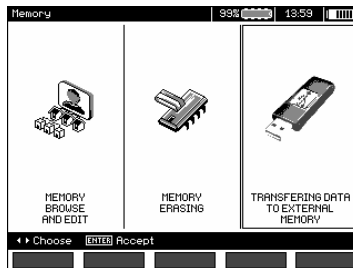 Memory 99% 13:59
MEMORY
BROWSE
AND EDIT
MEMORY
ERASING
TRANSFERING DATA
TO EXTERNAL
MEMORY
Choose ENTER Accept